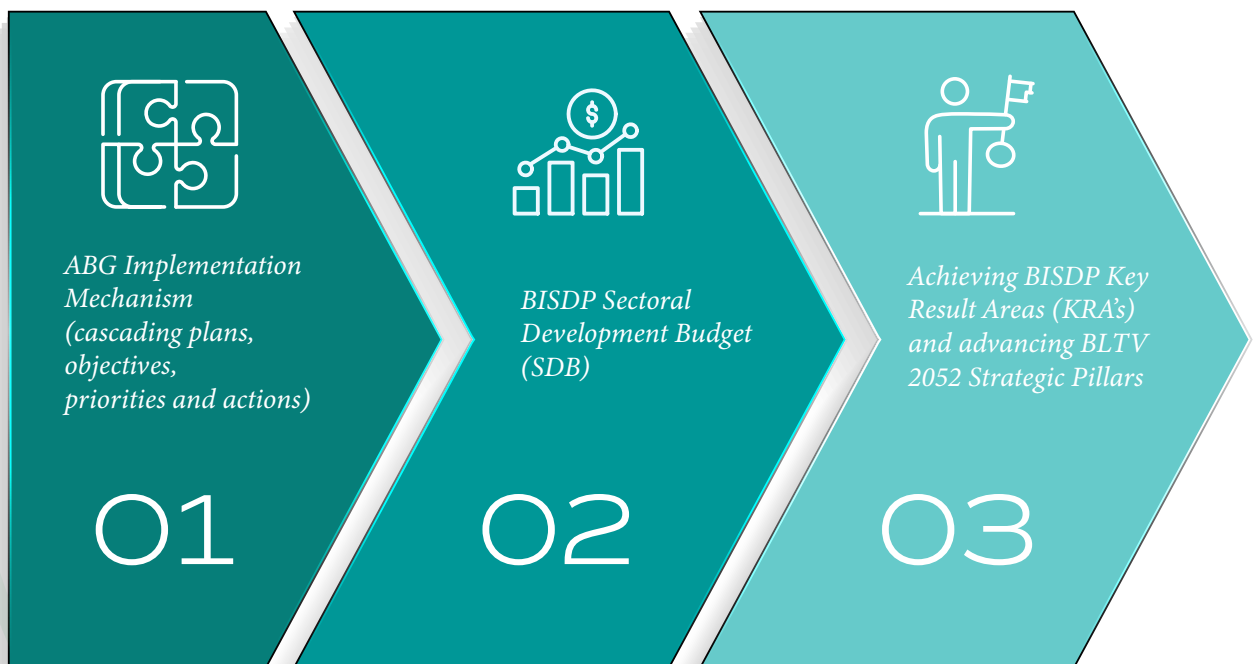 ABG Implementation
Mechanism
(cascading plans,
objectives,
priorities and actions)
01
$
BISDP Sectoral
Development Budget
(SDB)
02
Achieving BISDP Key
Result Areas (KRA's)
and advancing BLTV
2052 Strategic Pillars
03